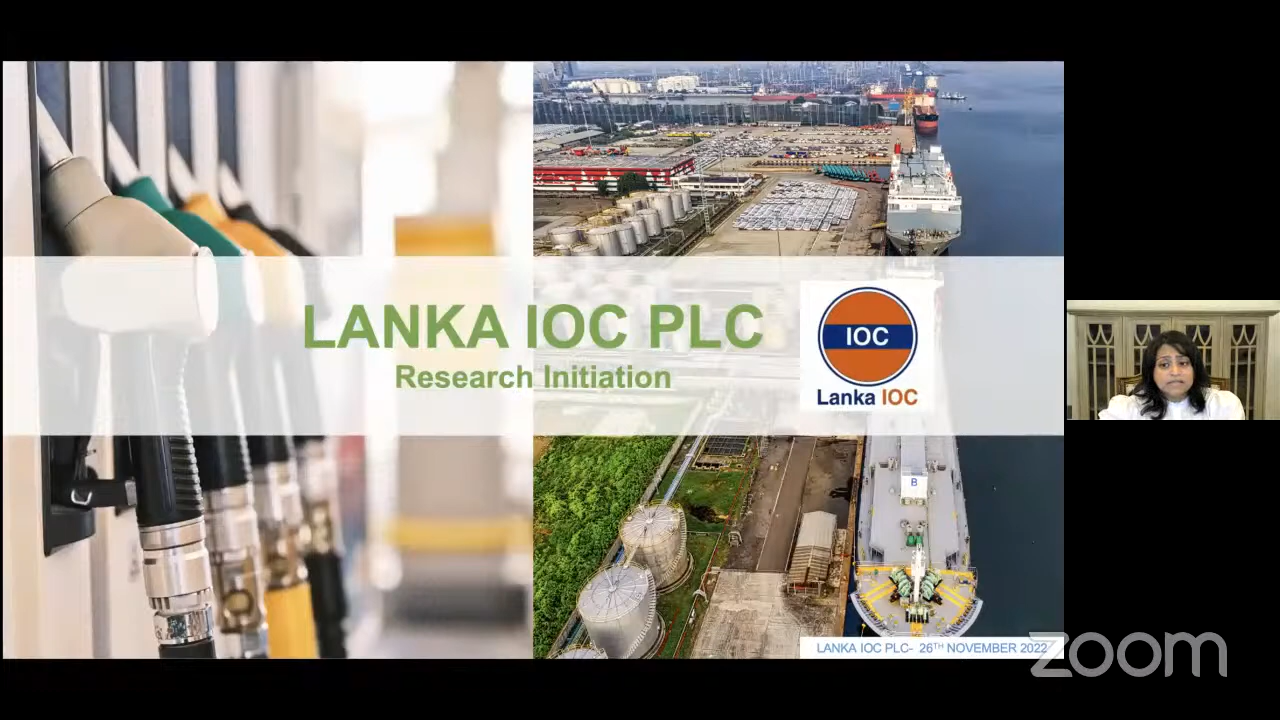 LANKA IOC PLC
Research Initiation
IOC
Lanka IOC
B
LANKA IOC PLC- 26TH NOVEMBER 2022
zoom